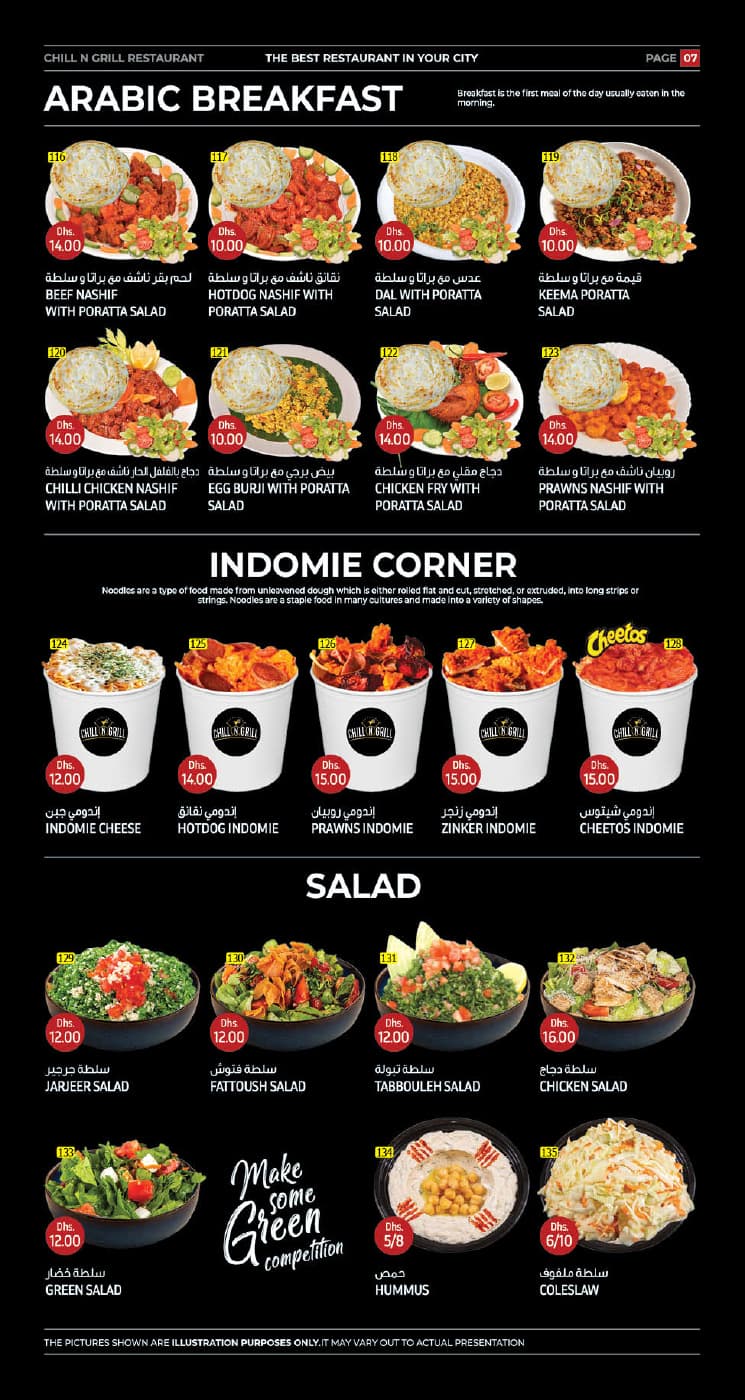 CHILL N GRILL RESTAURANT
THE BEST RESTAURANT IN YOUR CITY
PAGE 07
ARABIC BREAKFAST
Breakfast is the first meal of the day usually eaten in the
morning.
116
Dhs.
14.00
لحم بقر ناشف مع براتا و سلطة
BEEF NASHIF
WITH PORATTA SALAD
117
Dhs.
10.00
نقانق ناشف مع براتا و سلطة
HOTDOG NASHIF WITH
PORATTA SALAD
118
Dhs.
10.00
عدس مع براتا و سلطة
DAL WITH PORATTA
SALAD
119
Dhs.
10.00
قيمة مع براتا و سلطة
KEEMA PORATTA
SALAD
120
Dhs.
14.00
دجاج بالفلفل الحار ناشف مع براتا و سلطة
CHILLI CHICKEN NASHIF
WITH PORATTA SALAD
121
Dhs.
10.00
بيض برجي مع براتا و سلطة
EGG BURJI WITH PORATTA
SALAD
122
Dhs.
14.00
دجاج مقلي مع براتا و سلطة
CHICKEN FRY WITH
PORATTA SALAD
123
Dhs.
14.00
روبيان ناشف مع براتا و سلطة
PRAWNS NASHIF WITH
PORATTA SALAD
INDOMIE CORNER
Noodles are a type of food made from unleavened dough which is either rolled flat and cut, stretched, or extruded, into long strips or
strings. Noodles are a staple food in many cultures and made into a variety of shapes.
124
CHILL N GRILL
Dhs.
12.00
إندومي جبن
INDOMIE CHEESE
125
CHILL N GRILL
Dhs.
14.00
إندومي نقانق
HOTDOG INDOMIE
126
CHILL N GRILL
Dhs.
15.00
إندومي روبيان
PRAWNS INDOMIE
127
CHILL N GRILL
Dhs.
15.00
إندومي زنجر
ZINKER INDOMIE
Cheetos
128
CHILL N GRILL
Dhs.
15.00
إندومي شيتوس
CHEETOS INDOMIE
SALAD
129
Dhs.
12.00
سلطة جرجير
JARJEER SALAD
130
Dhs.
12.00
سلطة فتوش
FATTOUSH SALAD
131
Dhs.
12.00
سلطة تبولة
TABBOULEH SALAD
132
Dhs.
16.00
سلطة دجاج
CHICKEN SALAD
133
Dhs.
12.00
سلطة خضار
GREEN SALAD
Make
some
Green
competition
134
Dhs.
5/8
حمص
HUMMUS
135
Dhs.
6/10
سلطة ملفوف
COLESLAW
THE PICTURES SHOWN ARE ILLUSTRATION PURPOSES ONLY.IT MAY VARY OUT TO ACTUAL PRESENTATION